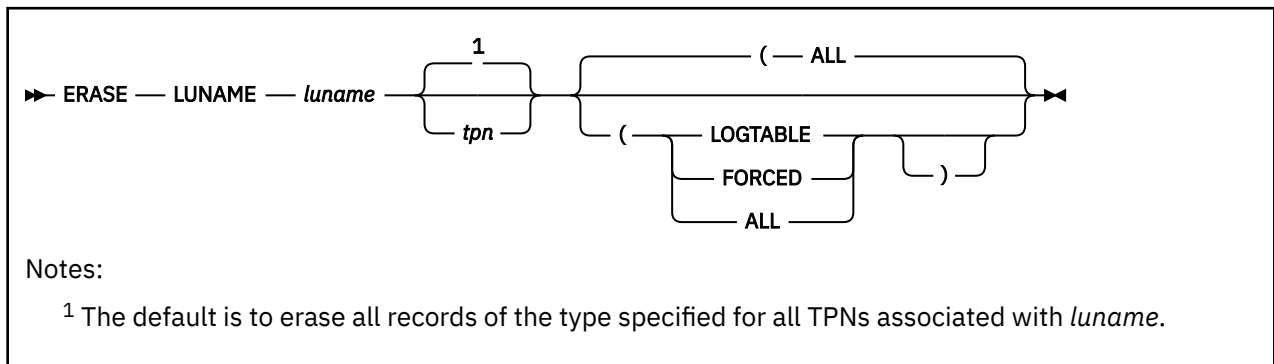 1 ( ALL
ERASE LUNAME luname
tpn ( LOGTABLE )
FORCED
ALL
Notes:
1 The default is to erase all records of the type specified for all TPNs associated with luname.